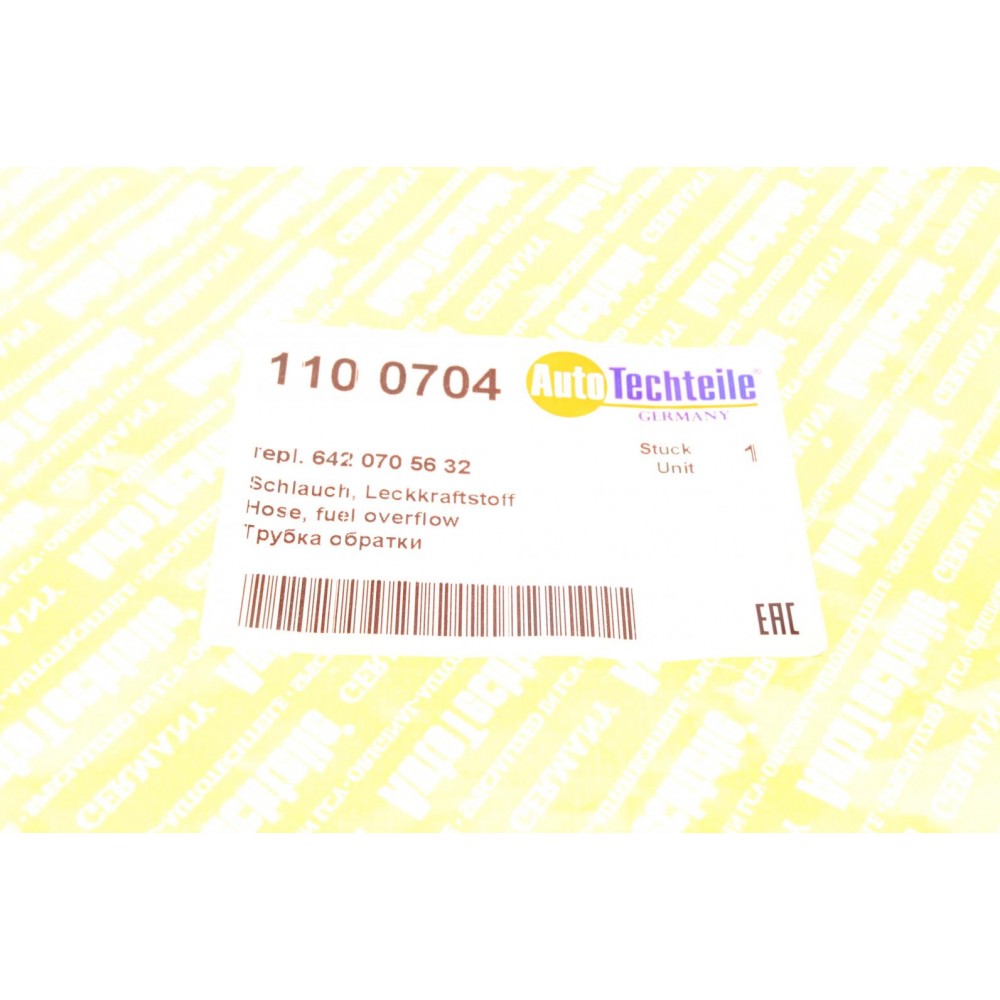 110 0704 AutoTechteile®
GERMANY
repl. 642 070 56 32
Stück 1
Unit
Schlauch, Leckkraftstoff
Hose, fuel overflow
Трубка обратки
EAC